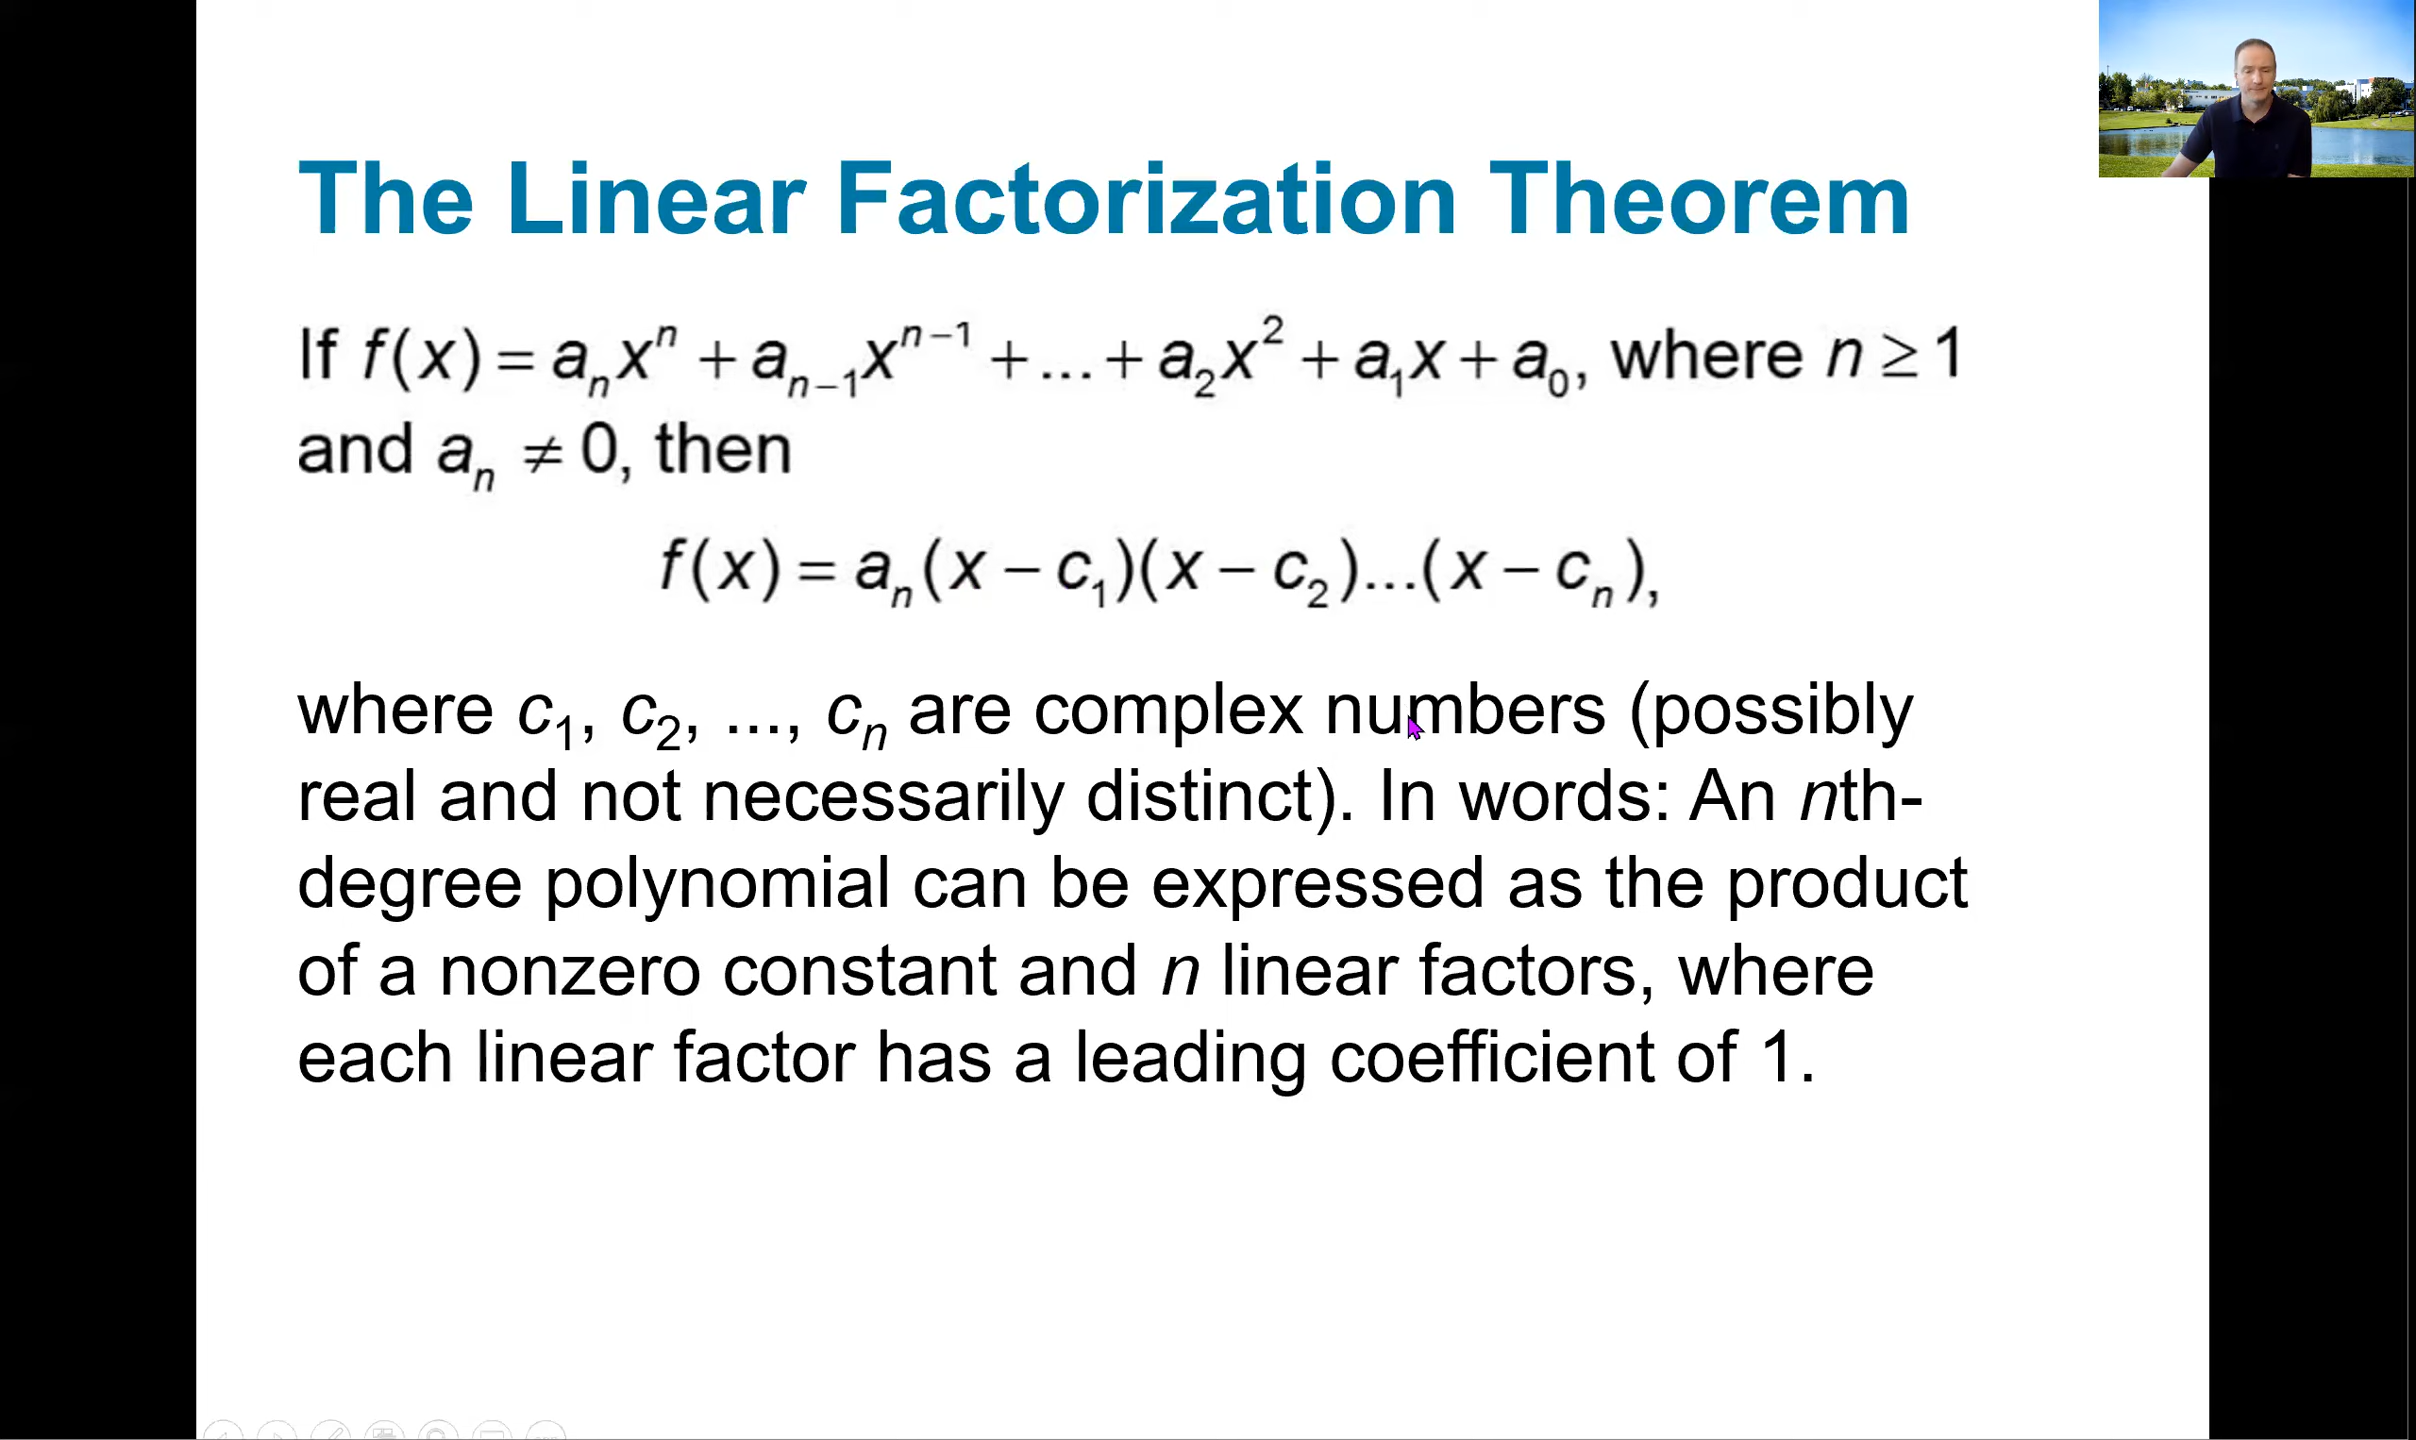 The Linear Factorization Theorem
If f(x) = aₙxⁿ + aₙ₋₁xⁿ⁻¹ + ... + a₂x² + a₁x + a₀, where n ≥ 1
and aₙ ≠ 0, then
f(x) = aₙ(x − c₁)(x − c₂)...(x − cₙ),
where c₁, c₂, ..., cₙ are complex numbers (possibly
real and not necessarily distinct). In words: An nth-
degree polynomial can be expressed as the product
of a nonzero constant and n linear factors, where
each linear factor has a leading coefficient of 1.